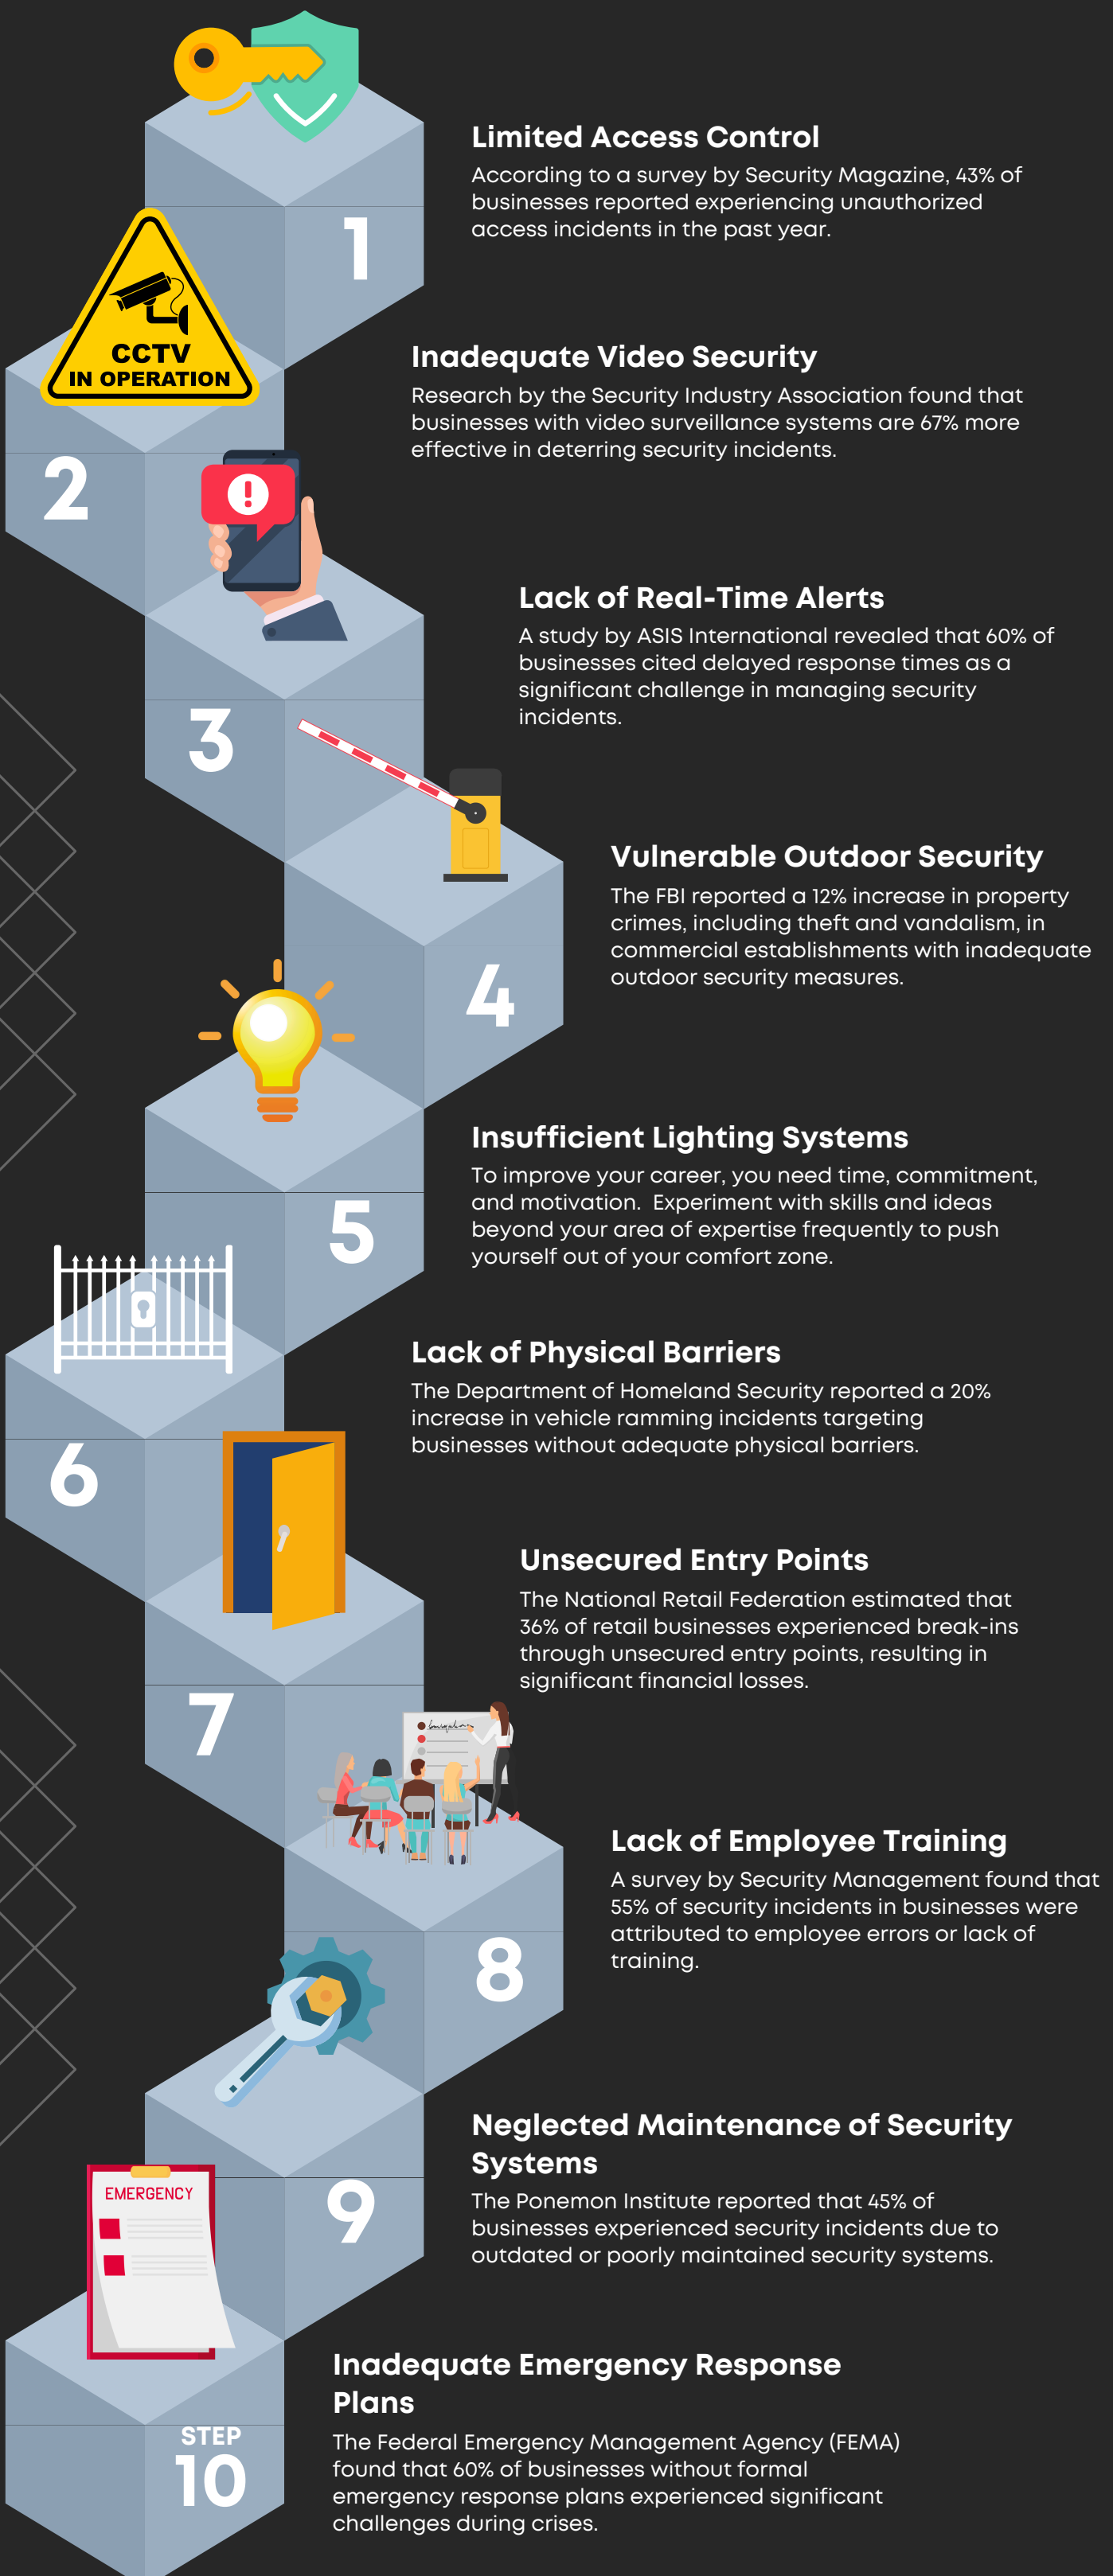 Limited Access Control
According to a survey by Security Magazine, 43% of
businesses reported experiencing unauthorized
access incidents in the past year.
1
CCTV
IN OPERATION
Inadequate Video Security
Research by the Security Industry Association found that
businesses with video surveillance systems are 67% more
effective in deterring security incidents.
2
Lack of Real-Time Alerts
A study by ASIS International revealed that 60% of
businesses cited delayed response times as a
significant challenge in managing security
incidents.
3
Vulnerable Outdoor Security
The FBI reported a 12% increase in property
crimes, including theft and vandalism, in
commercial establishments with inadequate
outdoor security measures.
4
Insufficient Lighting Systems
To improve your career, you need time, commitment,
and motivation.  Experiment with skills and ideas
beyond your area of expertise frequently to push
yourself out of your comfort zone.
5
Lack of Physical Barriers
The Department of Homeland Security reported a 20%
increase in vehicle ramming incidents targeting
businesses without adequate physical barriers.
6
Unsecured Entry Points
The National Retail Federation estimated that
36% of retail businesses experienced break-ins
through unsecured entry points, resulting in
significant financial losses.
7
Lack of Employee Training
A survey by Security Management found that
55% of security incidents in businesses were
attributed to employee errors or lack of
training.
8
Neglected Maintenance of Security
Systems
The Ponemon Institute reported that 45% of
businesses experienced security incidents due to
outdated or poorly maintained security systems.
9
EMERGENCY
Inadequate Emergency Response
Plans
The Federal Emergency Management Agency (FEMA)
found that 60% of businesses without formal
emergency response plans experienced significant
challenges during crises.
STEP
10